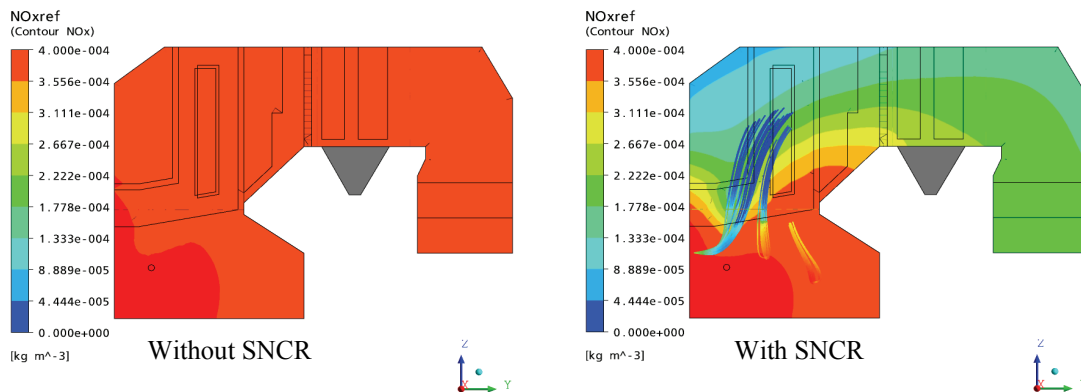 NOxref
(Contour NOx)
4.000e-004
3.556e-004
3.111e-004
2.667e-004
2.222e-004
1.778e-004
1.333e-004
8.889e-005
4.444e-005
0.000e+000
[kg m^-3]
Without SNCR
Z
X
Y
NOxref
(Contour NOx)
4.000e-004
3.556e-004
3.111e-004
2.667e-004
2.222e-004
1.778e-004
1.333e-004
8.889e-005
4.444e-005
0.000e+000
[kg m^-3]
With SNCR
Z
X